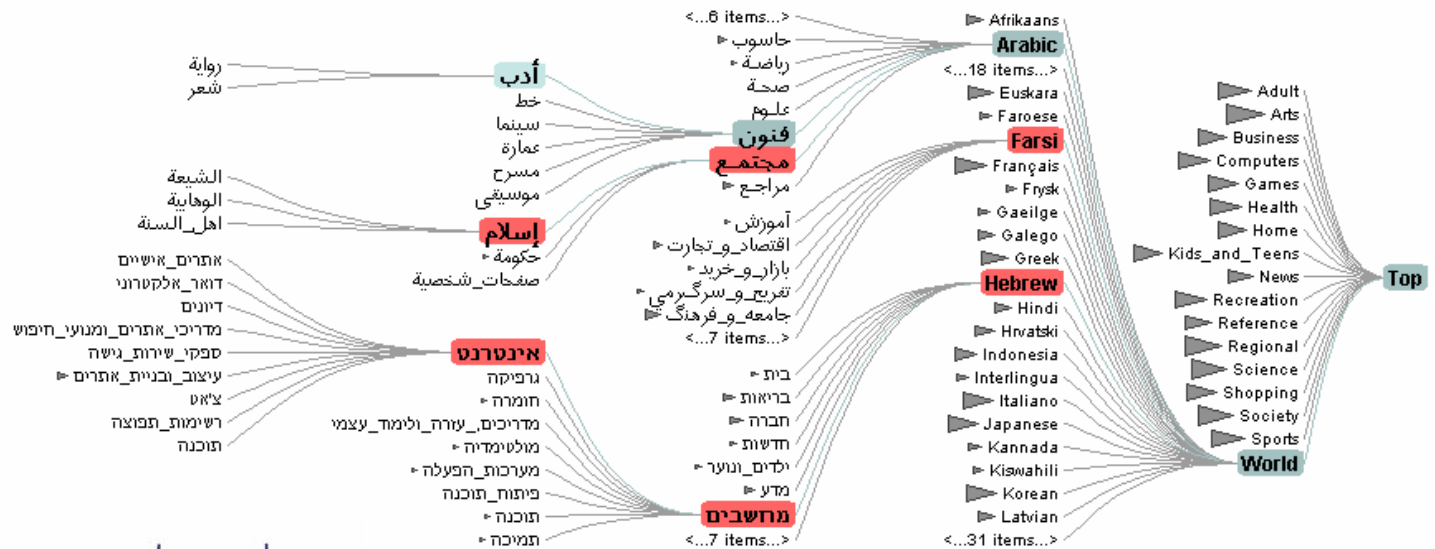 Top
Adult
Arts
Business
Computers
Games
Health
Home
Kids_and_Teens
News
Recreation
Reference
Regional
Science
Shopping
Society
Sports
World
Afrikaans
Arabic
<...18 items...>
Euskara
Faroese
Farsi
Français
Frysk
Gaeilge
Galego
Greek
Hebrew
Hindi
Hrvatski
Indonesia
Interlingua
Italiano
Japanese
Kannada
Kiswahili
Korean
Latvian
<...31 items...>
<...6 items...>
حاسوب
رياضة
صحة
علوم
فنون
مجتمع
مراجع
آموزش
اقتصاد_و_تجارت
بازار_و_خرید
تفریح_و_سرگرمي
جامعه_و_فرهنگ
<...7 items...>
בית
בריאות
חברה
חדשות
ילדים_ונוער
מדע
מחשבים
<...7 items...>
أدب
خط
سينما
عمارة
مسرح
موسيقى
إسلام
حكومة
صفحات_شخصية
אינטרנט
גרפיקה
חומרה
מדריכים,_עזרה_ולימוד_עצמי
מולטימדיה
מערכות_הפעלה
פיתוח_תוכנה
תוכנה
תמיכה
رواية
شعر
الشيعة
الوهابية
اهل_السنة
אתרים_אישיים
דואר_אלקטרוני
דיונים
מדריכי_אתרים_ומנועי_חיפוש
ספקי_שירות_גישה
עיצוב_ובניית_אתרים
צ'אט
רשימות_תפוצה
תוכנה